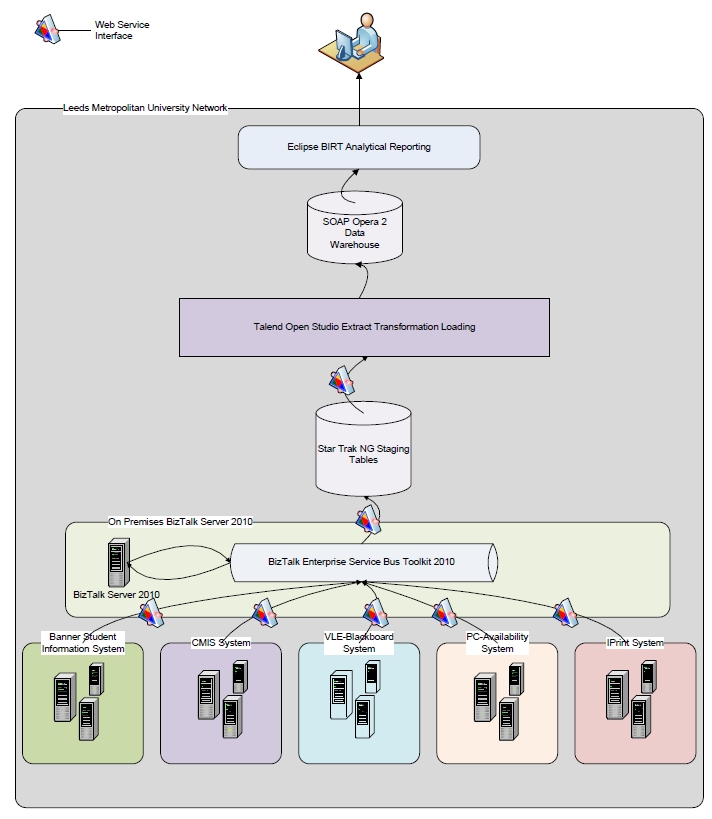 Web Service
Interface
Leeds Metropolitan University Network
Eclipse BIRT Analytical Reporting
SOAP Opera 2
Data
Warehouse
Talend Open Studio Extract Transformation Loading
Star Trak NG Staging
Tables
On Premises BizTalk Server 2010
BizTalk Enterprise Service Bus Toolkit 2010
BizTalk Server 2010
Banner Student
Information System
CMIS System
VLE-Blackboard
System
PC-Availability
System
IPrint System